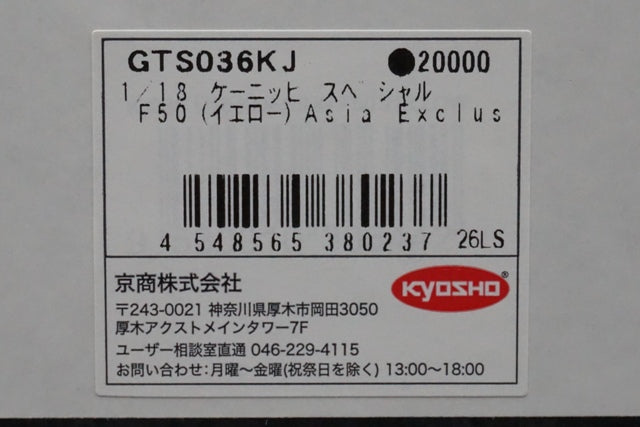 GTS036KJ ●20000
1/18 ケーニッヒ スペシャル
F50(イエロー)Asia Exclus
4 548565 380237 26LS
京商株式会社
KYOSHO®
〒243-0021 神奈川県厚木市岡田3050
厚木アクストメインタワー7F
ユーザー相談室直通 046-229-4115
お問い合わせ:月曜〜金曜(祝祭日を除く)13:00〜18:00